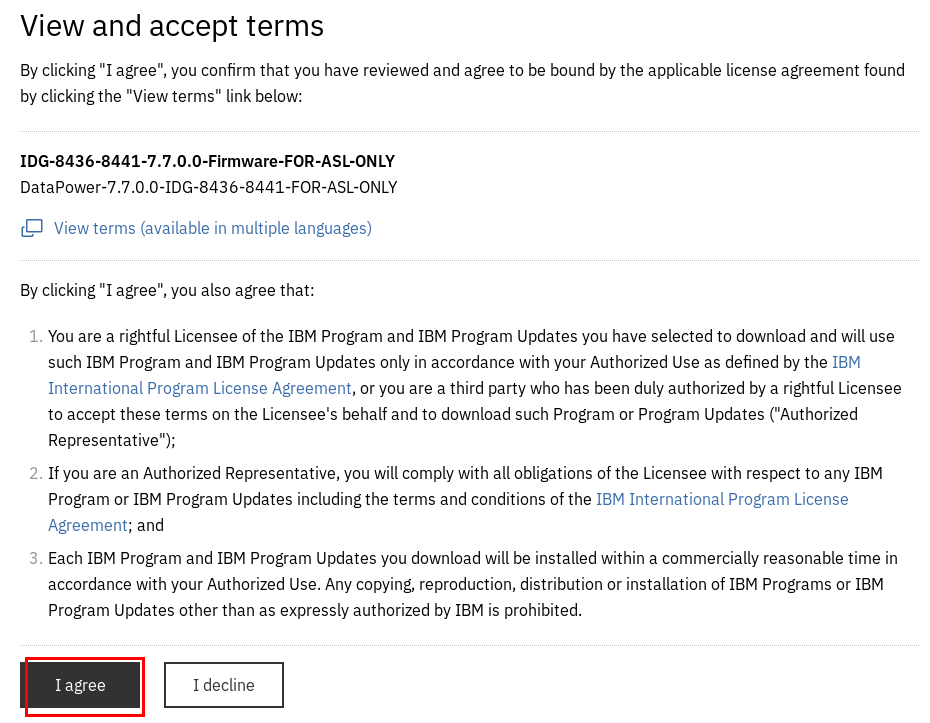 View and accept terms
By clicking "I agree", you confirm that you have reviewed and agree to be bound by the applicable license agreement found
by clicking the "View terms" link below:
IDG-8436-8441-7.7.0.0-Firmware-FOR-ASL-ONLY
DataPower-7.7.0.0-IDG-8436-8441-FOR-ASL-ONLY
View terms (available in multiple languages)
By clicking "I agree", you also agree that:
1. You are a rightful Licensee of the IBM Program and IBM Program Updates you have selected to download and will use
such IBM Program and IBM Program Updates only in accordance with your Authorized Use as defined by the IBM
International Program License Agreement, or you are a third party who has been duly authorized by a rightful Licensee
to accept these terms on the Licensee's behalf and to download such Program or Program Updates ("Authorized
Representative");
2. If you are an Authorized Representative, you will comply with all obligations of the Licensee with respect to any IBM
Program or IBM Program Updates including the terms and conditions of the IBM International Program License
Agreement; and
3. Each IBM Program and IBM Program Updates you download will be installed within a commercially reasonable time in
accordance with your Authorized Use. Any copying, reproduction, distribution or installation of IBM Programs or IBM
Program Updates other than as expressly authorized by IBM is prohibited.
I agree I decline